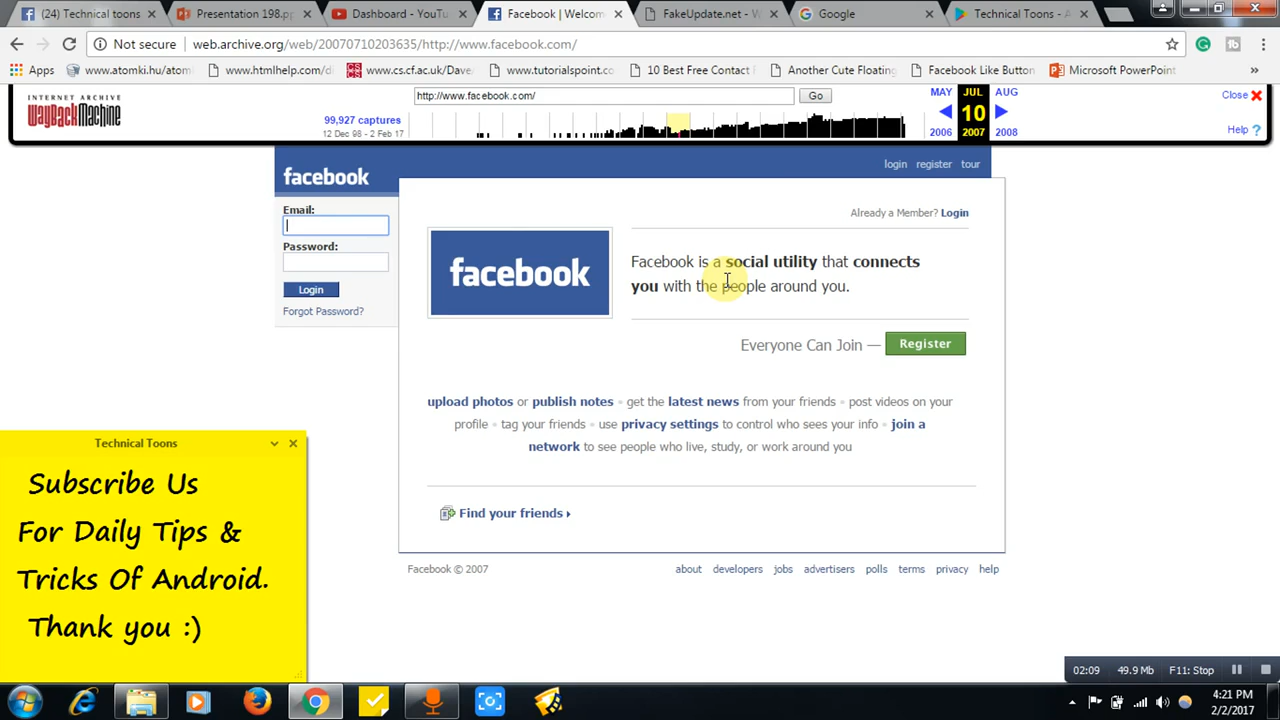 (24) Technical toons
Presentation 198.pp
Dashboard - YouTu
Facebook | Welcom
FakeUpdate.net - W
Google
Technical Toons - A
Not secure
web.archive.org/web/20070710203635/http://www.facebook.com/
Apps
www.atomki.hu/atom
www.htmlhelp.com/d
www.cs.cf.ac.uk/Dave
www.tutorialspoint.co
10 Best Free Contact
Another Cute Floating
Facebook Like Button
Microsoft PowerPoint
»
INTERNET ARCHIVE
WayBackMachine
http://www.facebook.com/
Go
99,927 captures
12 Dec 98 - 2 Feb 17
MAY
JUL
AUG
10
2006
2007
2008
Close
Help ?
facebook
login
register
tour
Email:
Password:
Login
Forgot Password?
Already a Member? Login
facebook
Facebook is a social utility that connects
you with the people around you.
Everyone Can Join —
Register
upload photos or publish notes • get the latest news from your friends • post videos on your
profile • tag your friends • use privacy settings to control who sees your info • join a
network to see people who live, study, or work around you
Find your friends
Facebook © 2007
about
developers
jobs
advertisers
polls
terms
privacy
help
Technical Toons
Subscribe Us
For Daily Tips &
Tricks Of Android.
Thank you :)
02:09
49.9 Mb
F11: Stop
4:21 PM
2/2/2017